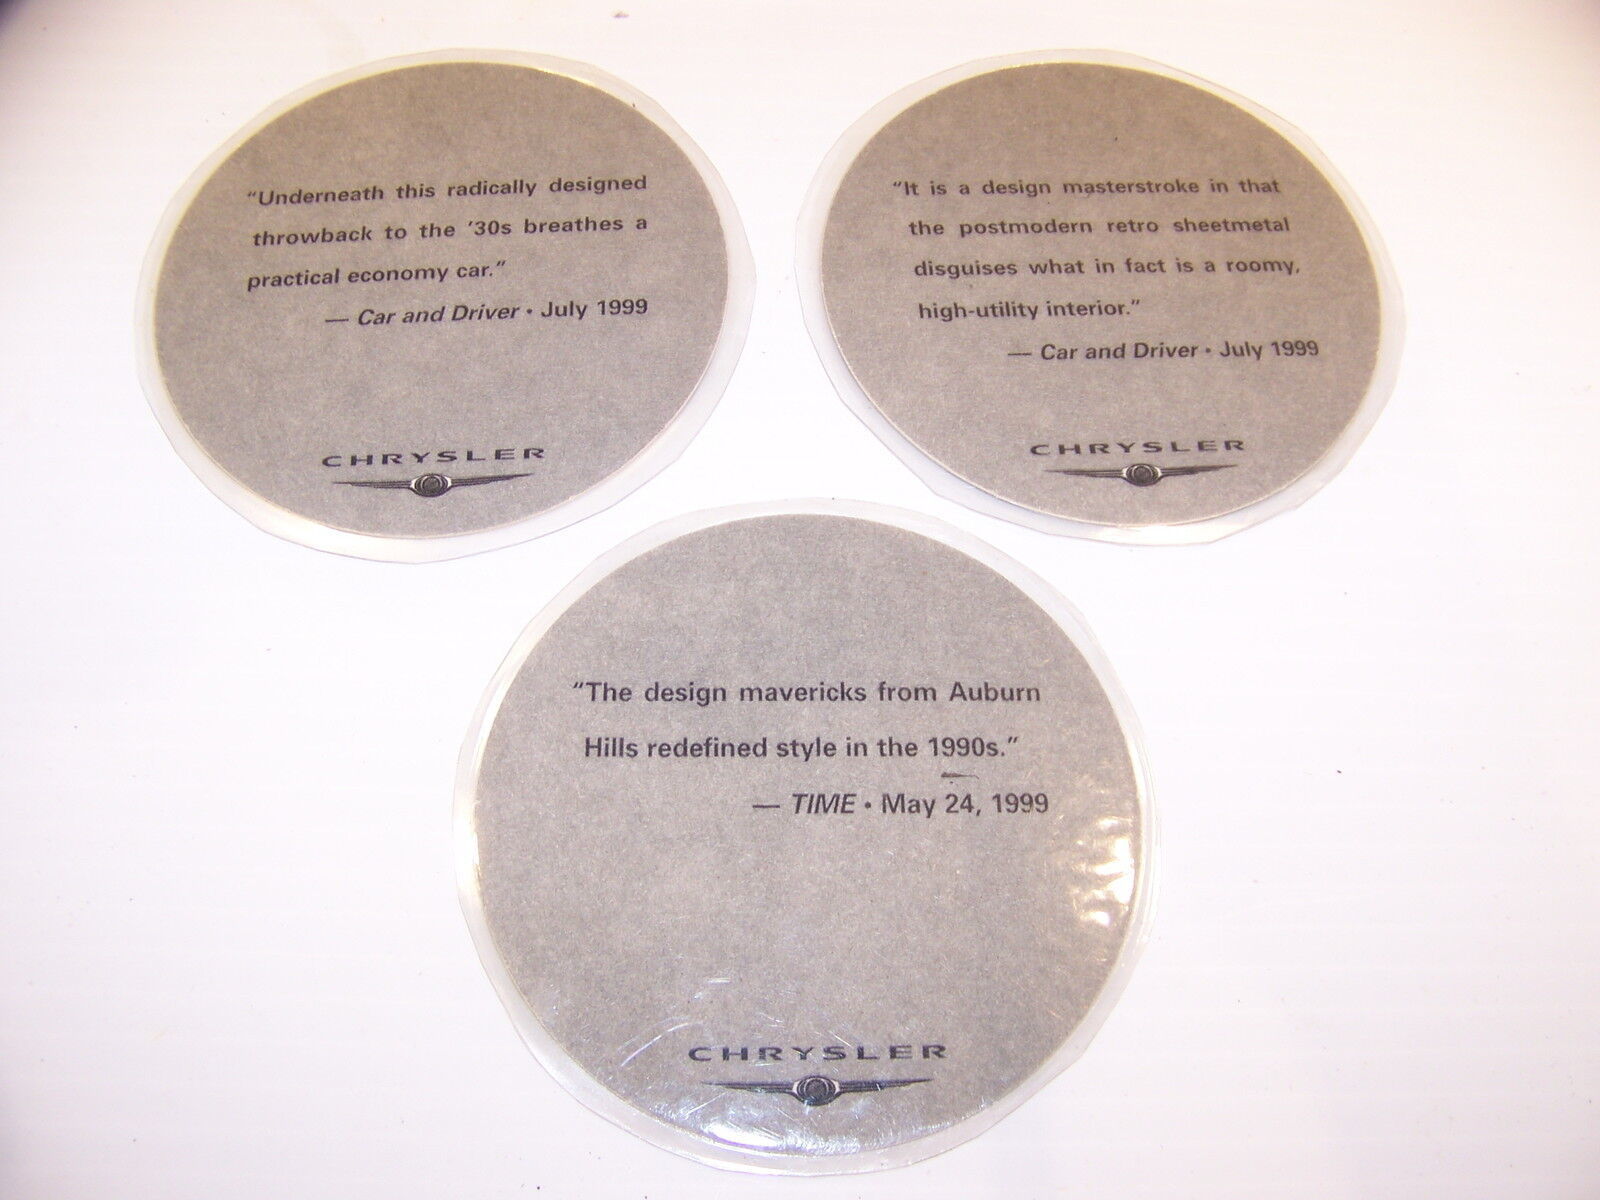 “Underneath this radically designed
throwback to the ’30s breathes a
practical economy car.”
— Car and Driver • July 1999
CHRYSLER
“It is a design masterstroke in that
the postmodern retro sheetmetal
disguises what in fact is a roomy,
high-utility interior.”
— Car and Driver • July 1999
CHRYSLER
“The design mavericks from Auburn
Hills redefined style in the 1990s.”
— TIME • May 24, 1999
CHRYSLER